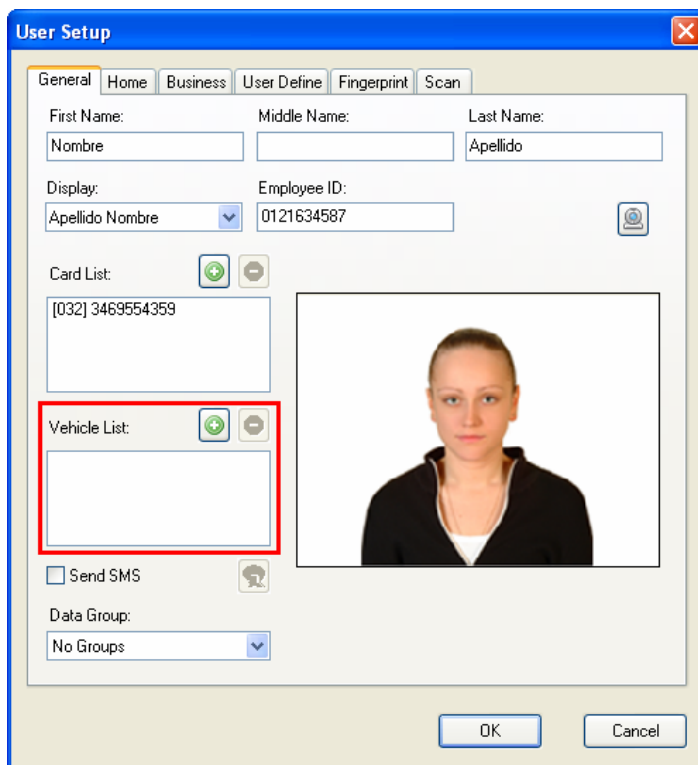 User Setup
General Home Business User Define Fingerprint Scan
First Name: Middle Name: Last Name:
Nombre Apellido
Display: Employee ID:
Apellido Nombre 0121634587
Card List:
[032] 3469554359
Vehicle List:
Send SMS
Data Group:
No Groups
OK Cancel